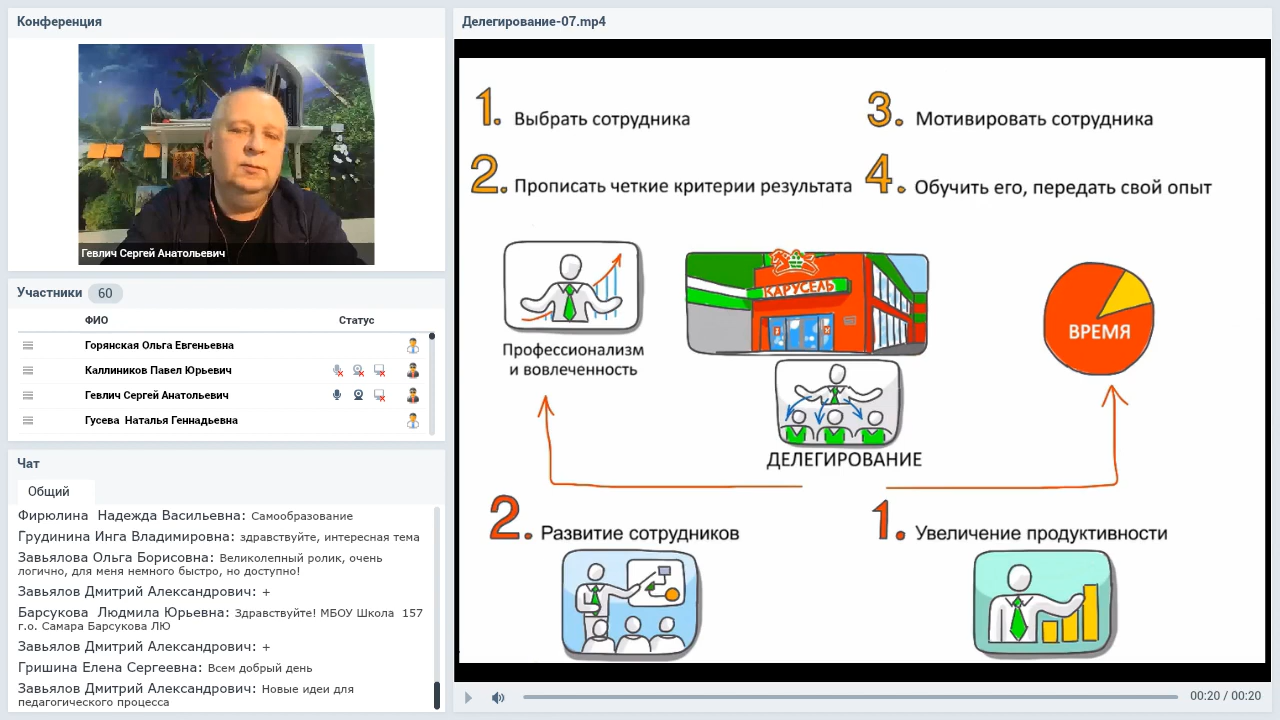 Конференция
Гевлич Сергей Анатольевич
Участники 60
ФИО Статус
Горянская Ольга Евгеньевна
Каллиников Павел Юрьевич
Гевлич Сергей Анатольевич
Гусева Наталья Геннадьевна
Чат
Общий
Фирюлина Надежда Васильевна: Самообразование
Грудинина Инга Владимировна: здравствуйте, интересная тема
Завьялова Ольга Борисовна: Великолепный ролик, очень
логично, для меня немного быстро, но доступно!
Завьялов Дмитрий Александрович: +
Барсукова Людмила Юрьевна: Здравствуйте! МБОУ Школа 157
г.о. Самара Барсукова ЛЮ
Завьялов Дмитрий Александрович: +
Гришина Елена Сергеевна: Всем добрый день
Завьялов Дмитрий Александрович: Новые идеи для
педагогического процесса
Делегирование-07.mp4
1. Выбрать сотрудника
2. Прописать четкие критерии результата
3. Мотивировать сотрудника
4. Обучить его, передать свой опыт
КАРУСЕЛЬ
ВРЕМЯ
Профессионализм
и вовлеченность
ДЕЛЕГИРОВАНИЕ
2. Развитие сотрудников
1. Увеличение продуктивности
00:20 / 00:20